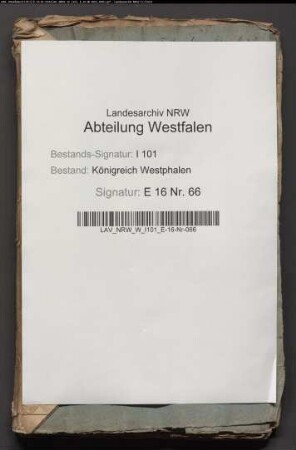 Landesarchiv NRW
Abteilung Westfalen
Bestands-Signatur: I 101
Bestand: Königreich Westphalen
Signatur: E 16 Nr. 66
LAV_NRW_W_I101_E-16-Nr-066